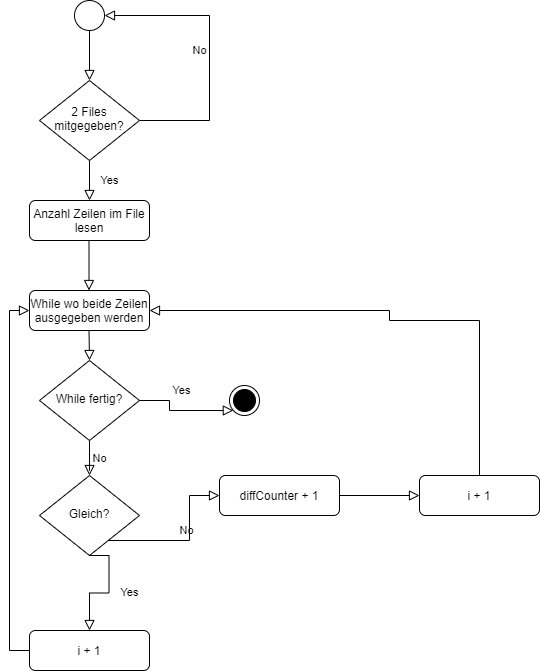 No
2 Files
mitgegeben?
Yes
Anzahl Zeilen im File
lesen
While wo beide Zeilen
ausgegeben werden
While fertig?
Yes
No
Gleich?
No
diffCounter + 1
i + 1
Yes
i + 1